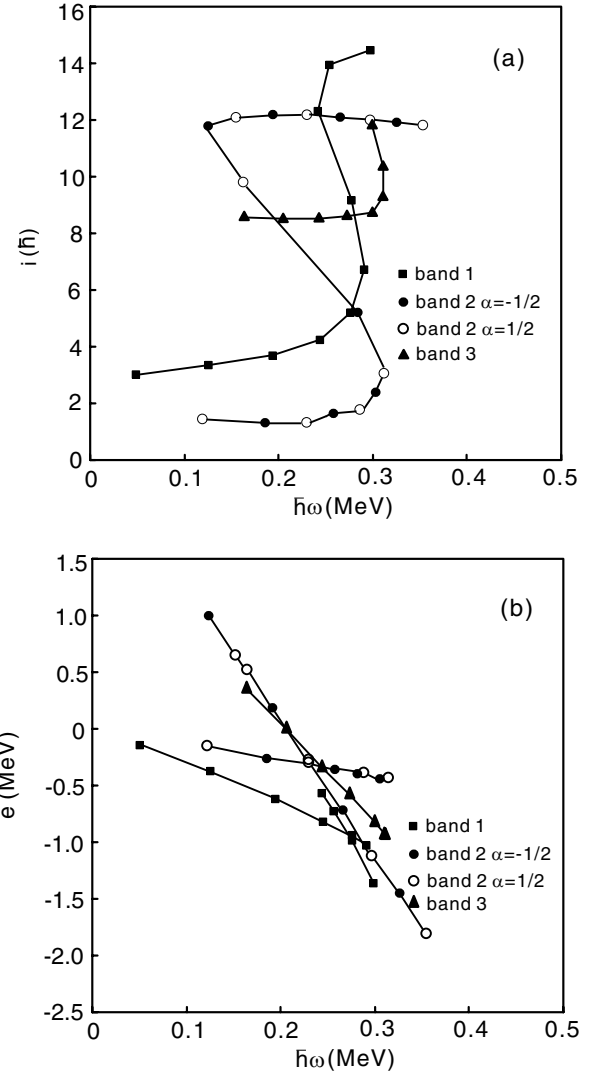 16
(a)
14
12
10
8
6
4
2
0
i (ħ)
band 1
band 2 α=-1/2
band 2 α=1/2
band 3
0 0.1 0.2 0.3 0.4 0.5
ħω(MeV)
1.5
(b)
1.0
0.5
0
-0.5
-1.0
-1.5
-2.0
-2.5
e (MeV)
band 1
band 2 α=-1/2
band 2 α=1/2
band 3
0 0.1 0.2 0.3 0.4 0.5
ħω(MeV)